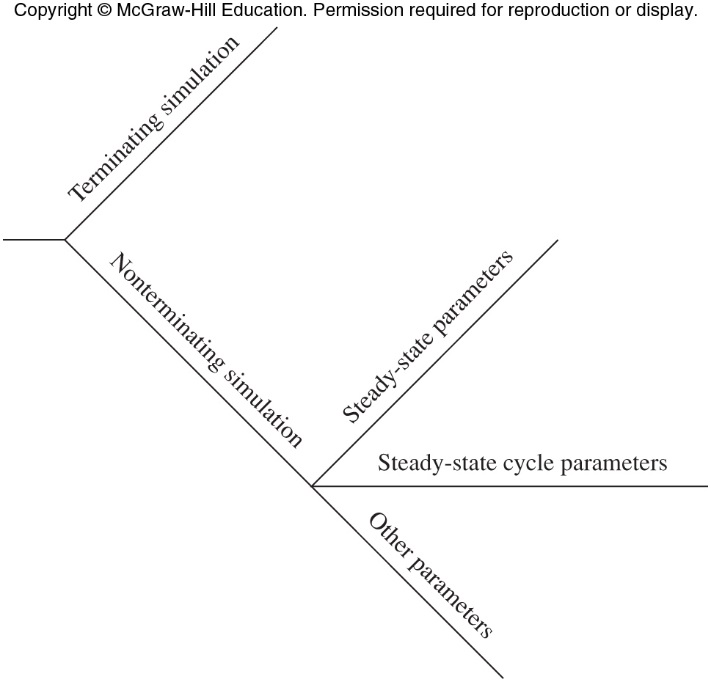 Copyright © McGraw-Hill Education. Permission required for reproduction or display.
Terminating simulation
Nonterminating simulation
Steady-state parameters
Steady-state cycle parameters
Other parameters